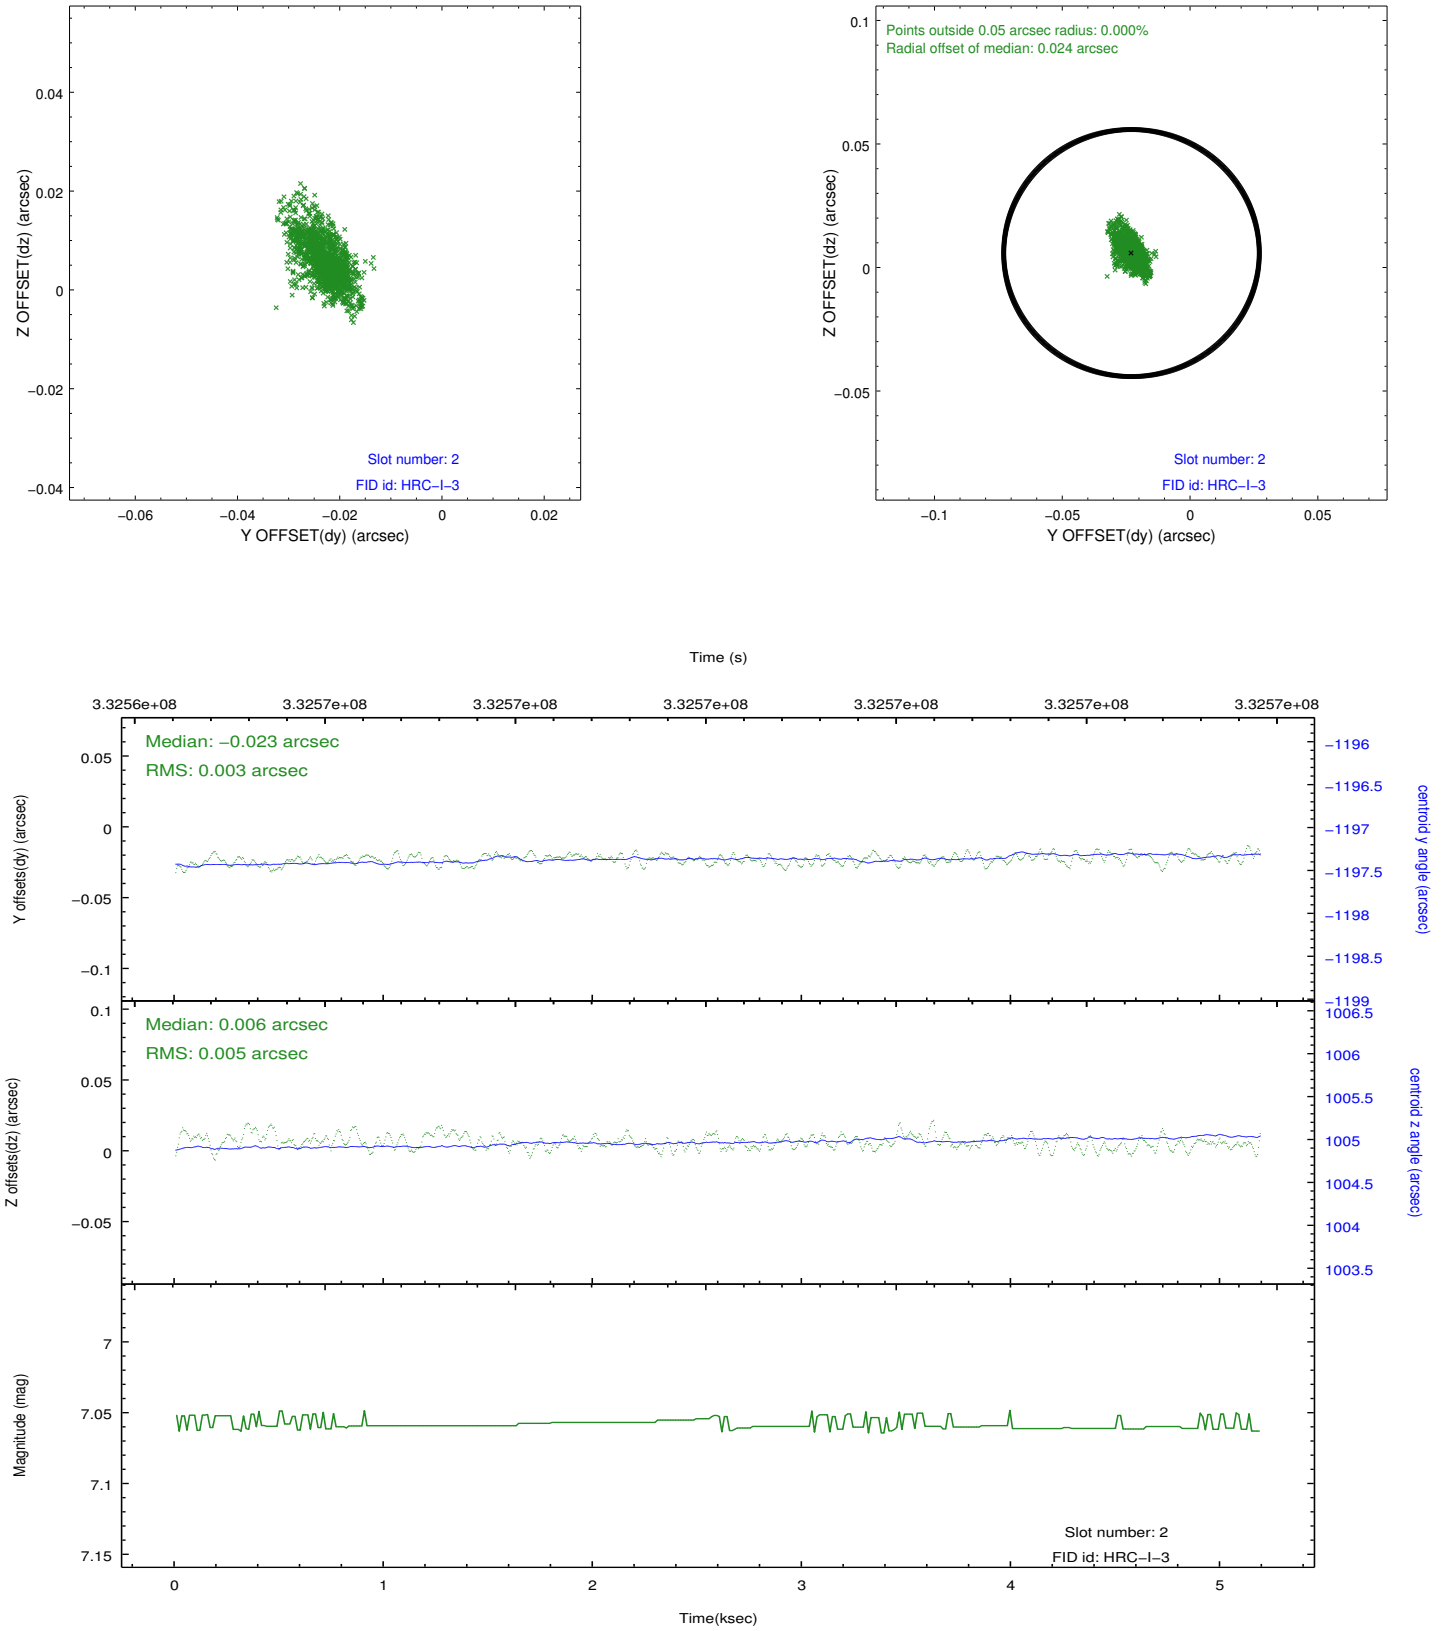 0.04
0.02
0
−0.02
−0.04
Z OFFSET(dz) (arcsec)
Slot number: 2
FID id: HRC−I−3
−0.06 −0.04 −0.02 0 0.02
Y OFFSET(dy) (arcsec)
Points outside 0.05 arcsec radius: 0.000%
Radial offset of median: 0.024 arcsec
0.1
0.05
0
−0.05
Z OFFSET(dz) (arcsec)
Slot number: 2
FID id: HRC−I−3
−0.1 −0.05 0 0.05
Y OFFSET(dy) (arcsec)
Time (s)
3.3256e+08 3.3257e+08 3.3257e+08 3.3257e+08 3.3257e+08 3.3257e+08 3.3257e+08
Median: −0.023 arcsec
RMS: 0.003 arcsec
0.05
0
−0.05
−0.1
Y offsets(dy) (arcsec)
−1196
−1196.5
−1197
−1197.5
−1198
−1198.5
−1199
centroid y angle (arcsec)
Median: 0.006 arcsec
RMS: 0.005 arcsec
0.1
0.05
0
−0.05
Z offsets(dz) (arcsec)
1006.5
1006
1005.5
1005
1004.5
1004
1003.5
centroid z angle (arcsec)
7
7.05
7.1
7.15
Magnitude (mag)
Slot number: 2
FID id: HRC−I−3
0 1 2 3 4 5
Time(ksec)